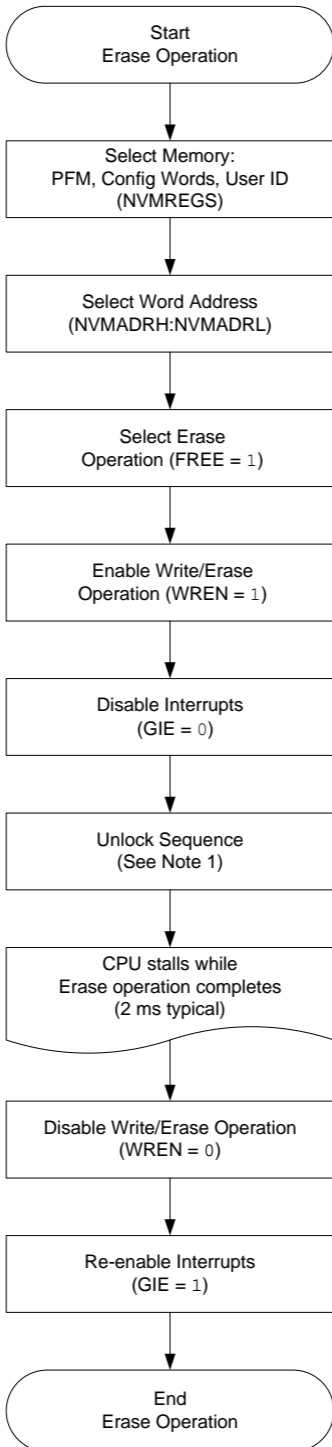 Start
Erase Operation
Select Memory:
PFM, Config Words, User ID
(NVMREGS)
Select Word Address
(NVMADRH:NVMADRL)
Select Erase
Operation (FREE = 1)
Enable Write/Erase
Operation (WREN = 1)
Disable Interrupts
(GIE = 0)
Unlock Sequence
(See Note 1)
CPU stalls while
Erase operation completes
(2 ms typical)
Disable Write/Erase Operation
(WREN = 0)
Re-enable Interrupts
(GIE = 1)
End
Erase Operation